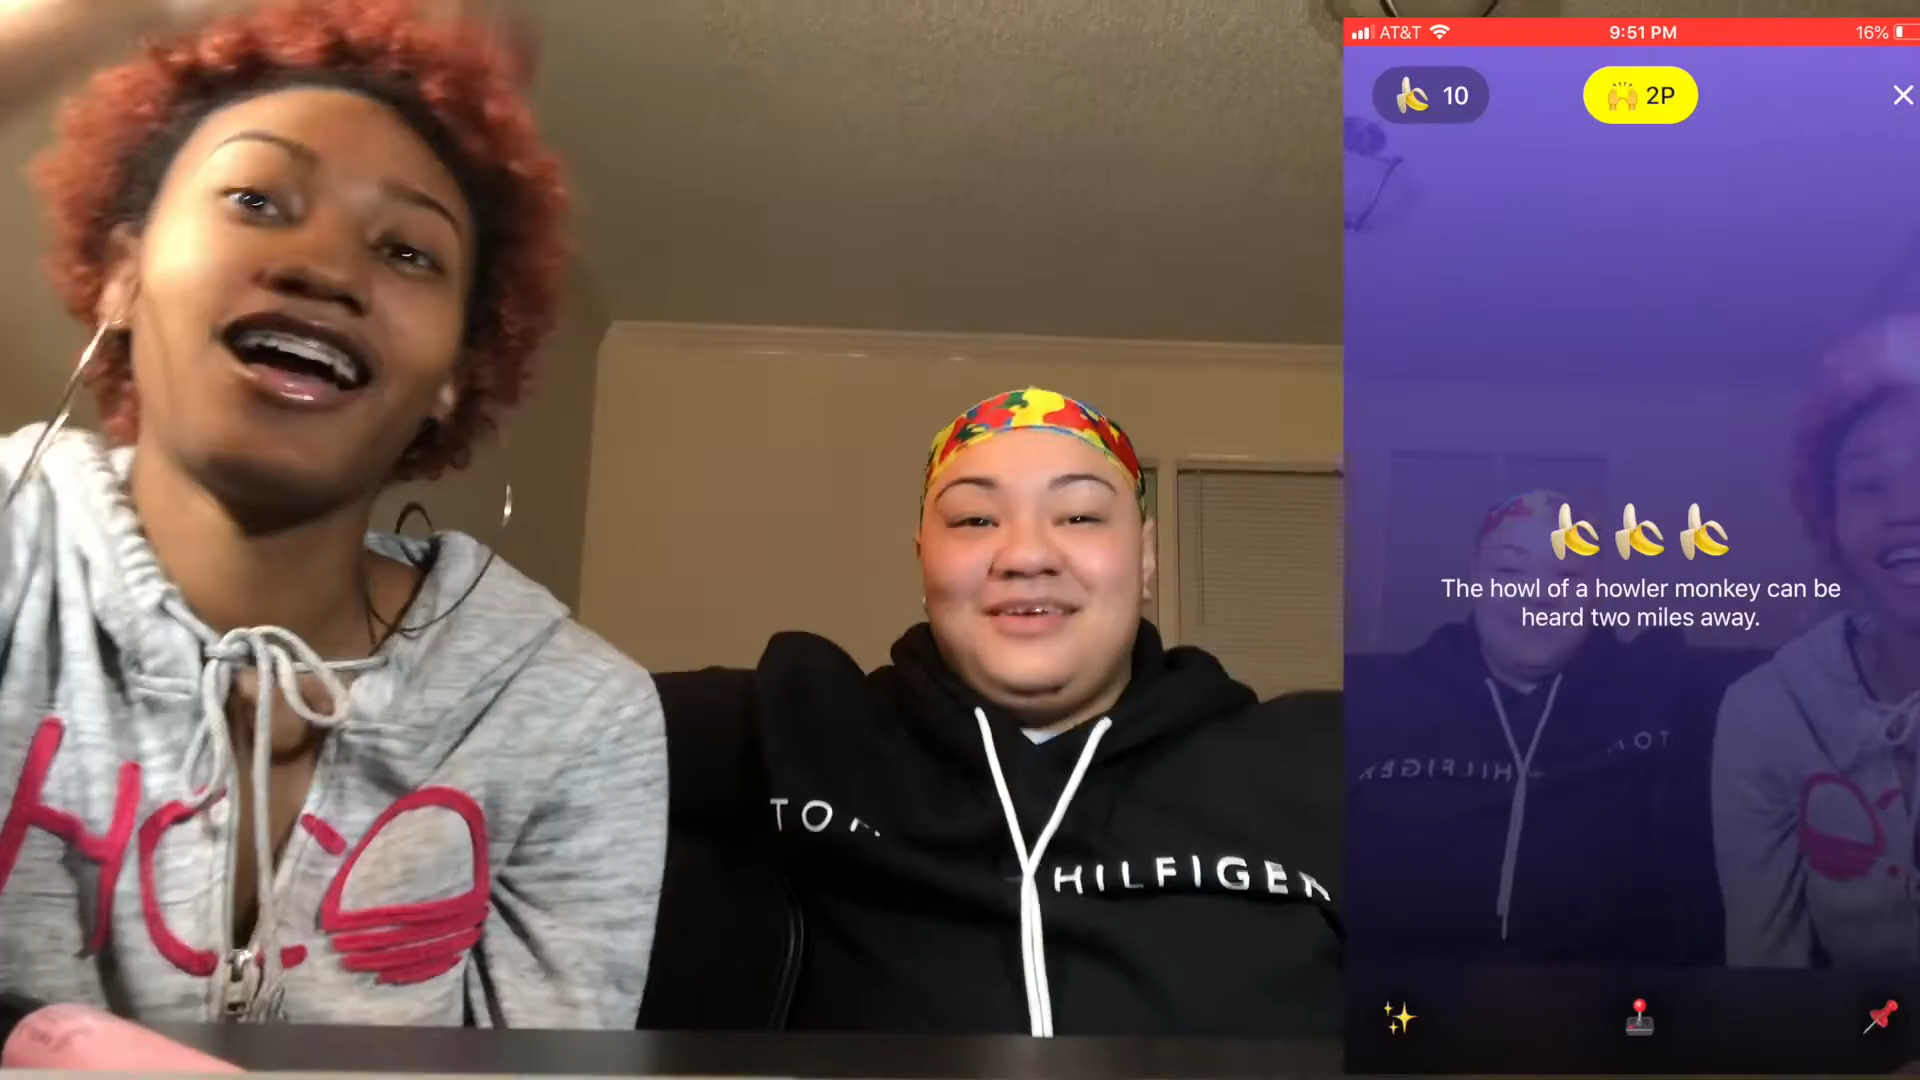 AT&T
9:51 PM
16%
10
2P
The howl of a howler monkey can be
heard two miles away.
HILFIGER